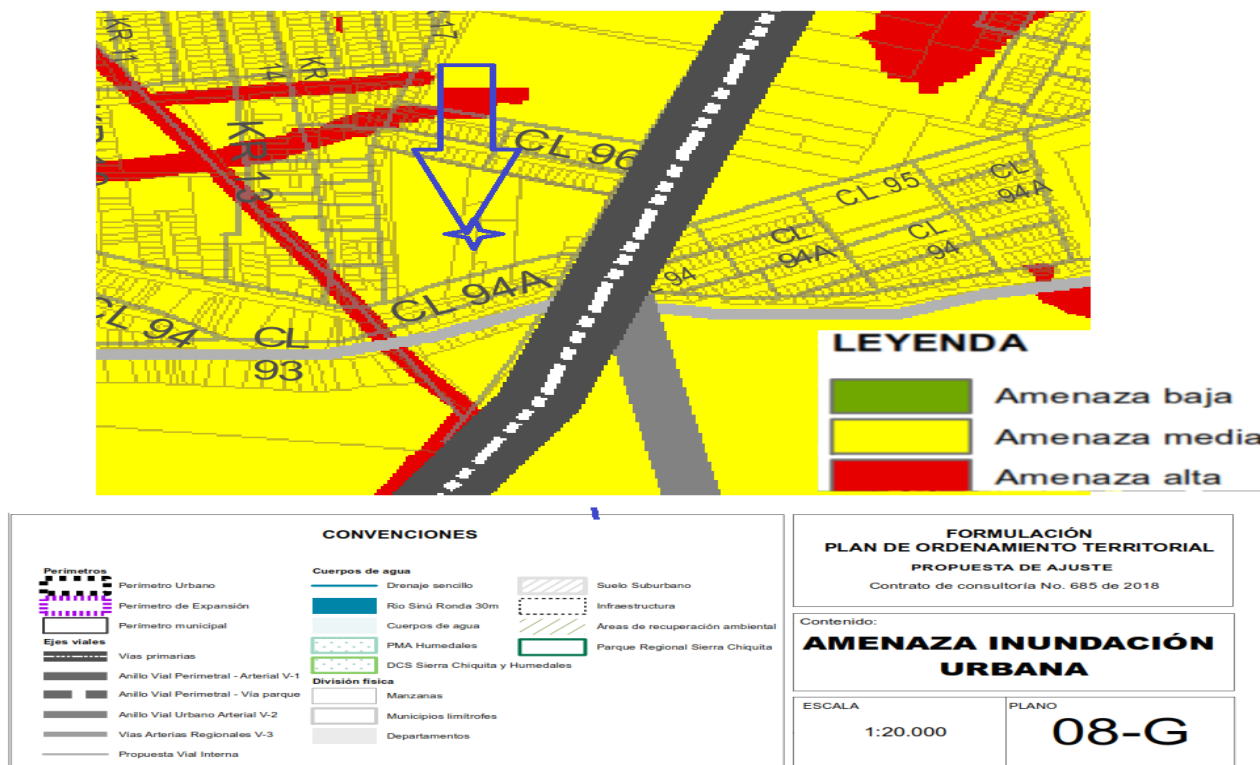 KR 11
KR
14
17
KR 13
CL 96
CL 95
CL
94A
CL
94A
CL
94
94
CL 94A
CL 94
CL
93
LEYENDA
Amenaza baja
Amenaza media
Amenaza alta
CONVENCIONES
Perímetros
Perímetro Urbano
Perímetro de Expansión
Perímetro municipal
Ejes viales
Vías primarias
Anillo Vial Perimetral - Arterial V-1
Anillo Vial Perimetral - Vía parque
Anillo Vial Urbano Arterial V-2
Vías Arterias Regionales V-3
Propuesta Vial Interna
Cuerpos de agua
Drenaje sencillo
Rio Sinú Ronda 30m
Cuerpos de agua
PMA Humedales
DCS Sierra Chiquita y Humedales
División física
Manzanas
Municipios limítrofes
Departamentos
Suelo Suburbano
Infraestructura
Áreas de recuperación ambiental
Parque Regional Sierra Chiquita
FORMULACIÓN
PLAN DE ORDENAMIENTO TERRITORIAL
PROPUESTA DE AJUSTE
Contrato de consultoría No. 685 de 2018
Contenido:
AMENAZA INUNDACIÓN
URBANA
ESCALA
1:20.000
PLANO
08-G